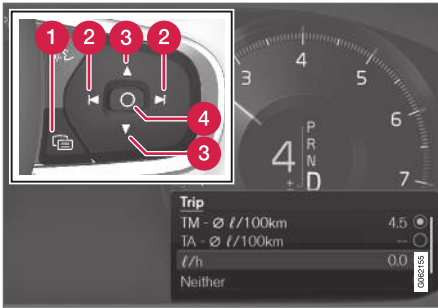 1
2
3
2
4
3
3
4
5
6
7
4
±
P
R
N
D
Trip
TM - Ø ℓ/100km 4.5
TA - Ø ℓ/100km --
ℓ/h 0.0
Neither
G062155